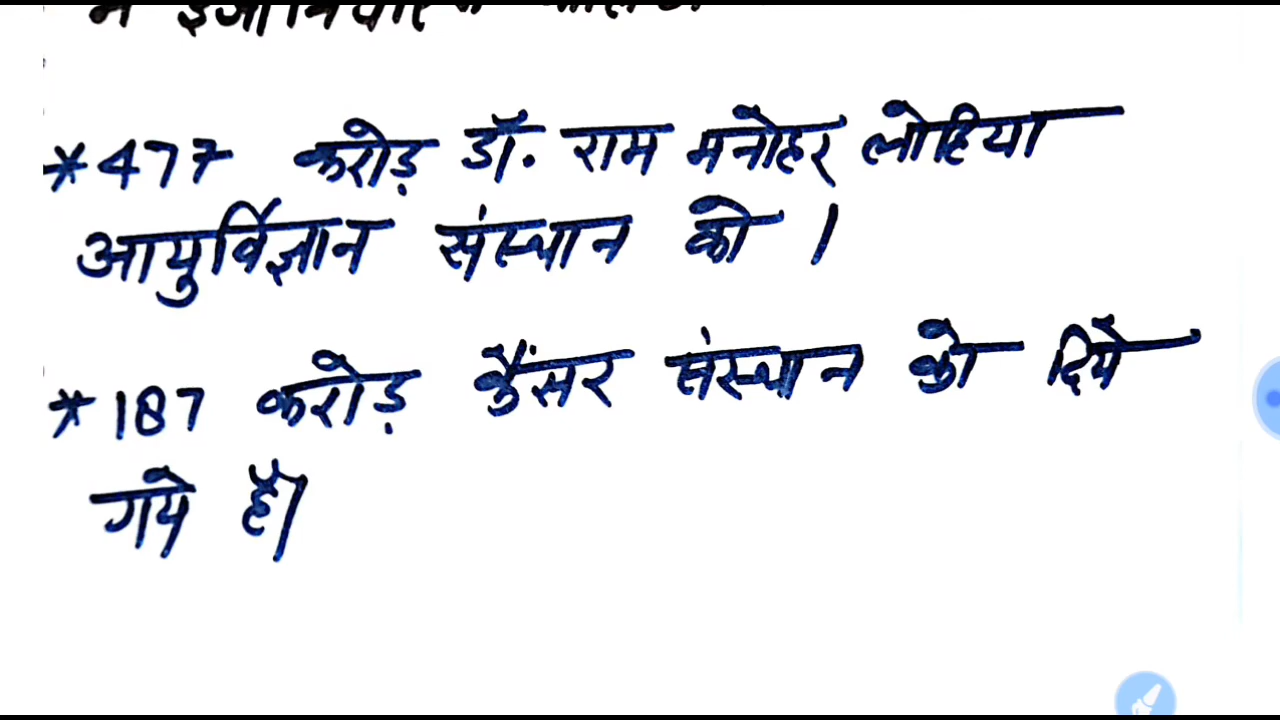 *477 करोड़ डॉ. राम मनोहर लोहिया
आयुर्विज्ञान संस्थान को ।
*187 करोड़ कैंसर संस्थान को दिये
गये है।